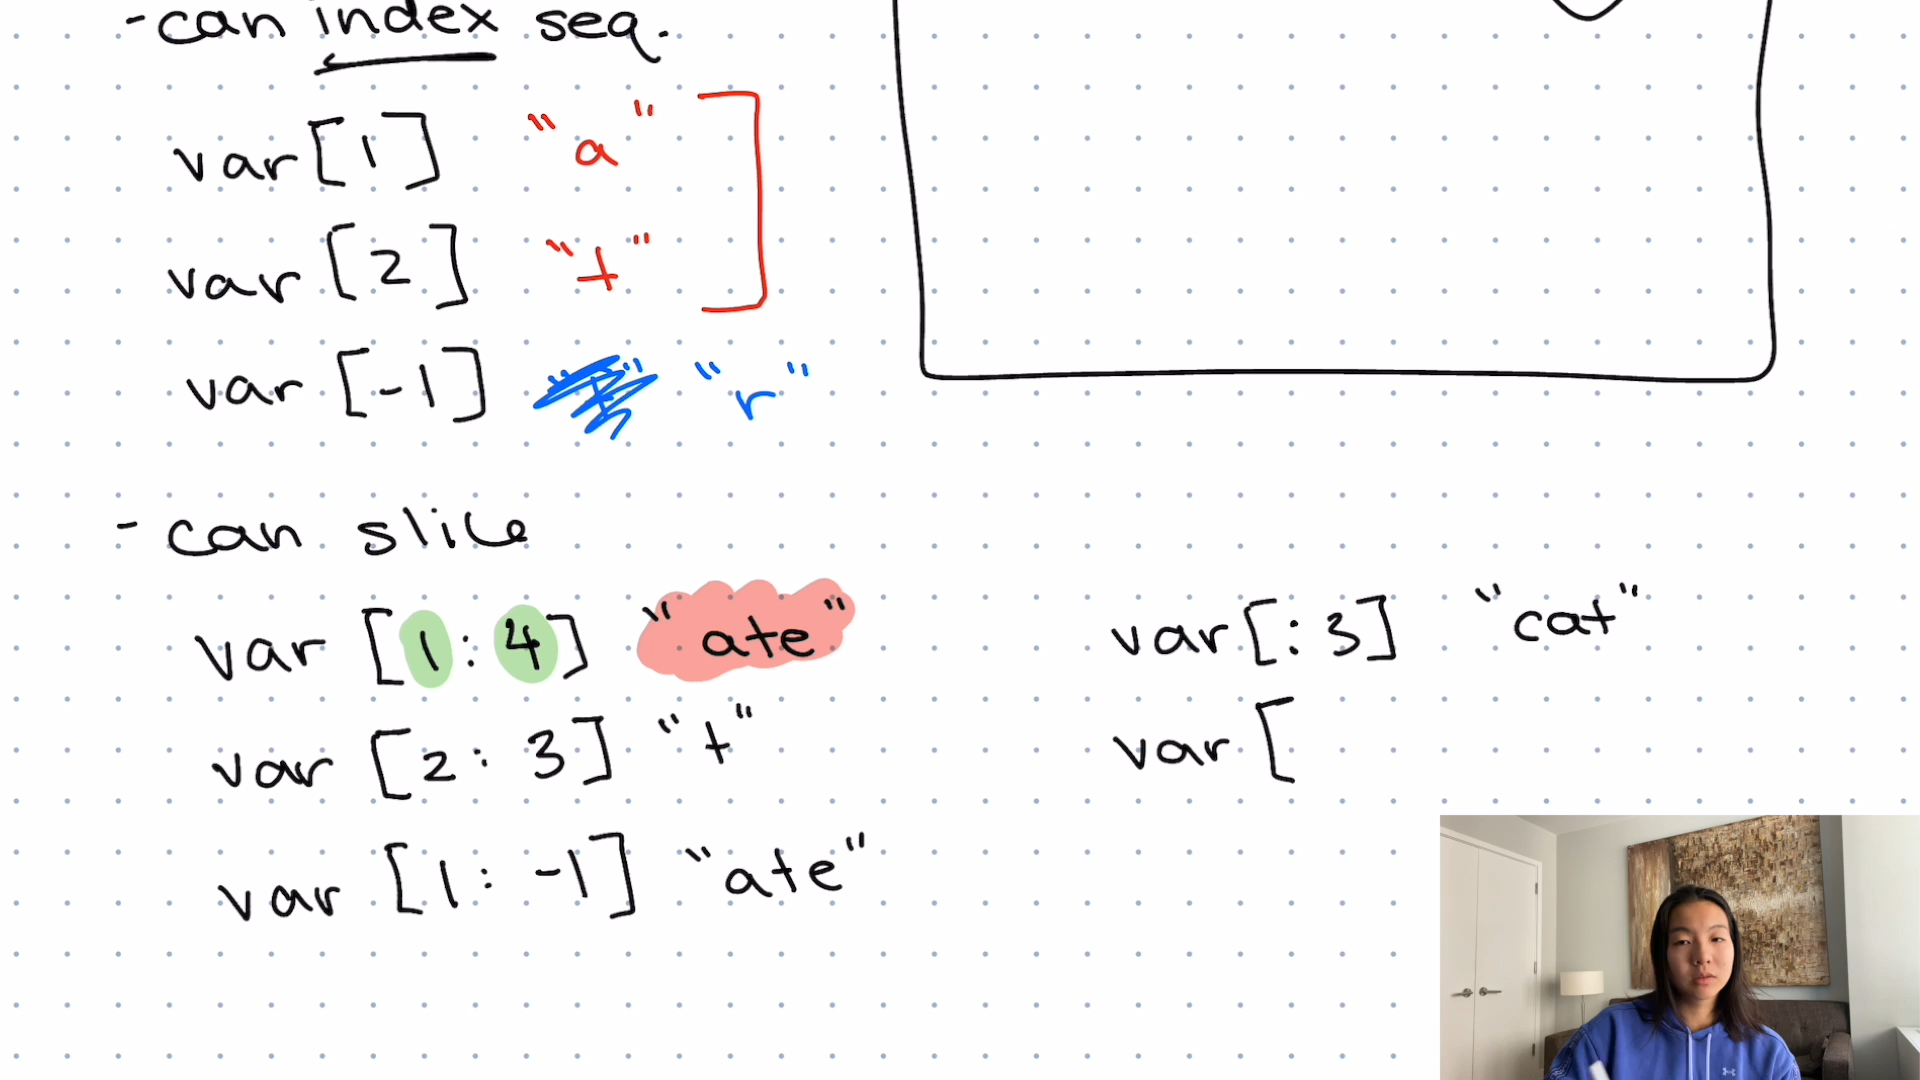 - can index seq.
var[1] "a"
var[2] "t"
var[-1] "r"
- can slice
var[1:4] "ate"
var[2:3] "t"
var[1:-1] "ate"
var[:3] "cat"
var[